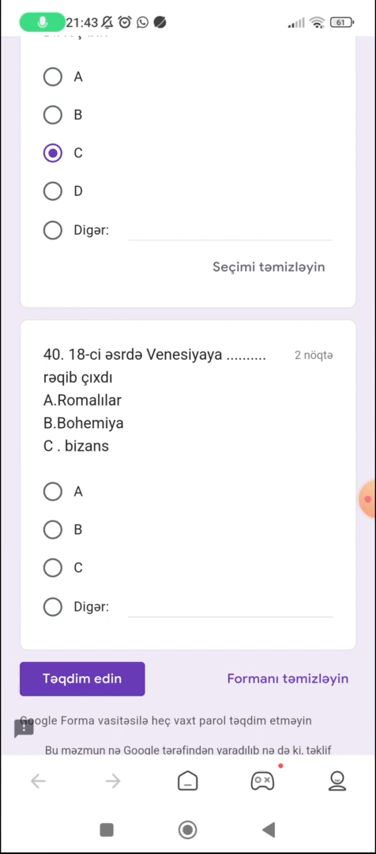 21:43
61
A
B
C
D
Digər:
Seçimi təmizləyin
40. 18-ci əsrdə Venesiyaya .......... 2 nöqtə
rəqib çıxdı
A.Romalılar
B.Bohemiya
C . bizans
A
B
C
Digər:
Təqdim edin Formanı təmizləyin
Google Forma vasitəsilə heç vaxt parol təqdim etməyin
Bu məzmun nə Google tərəfindən yaradılıb nə də ki, təklif